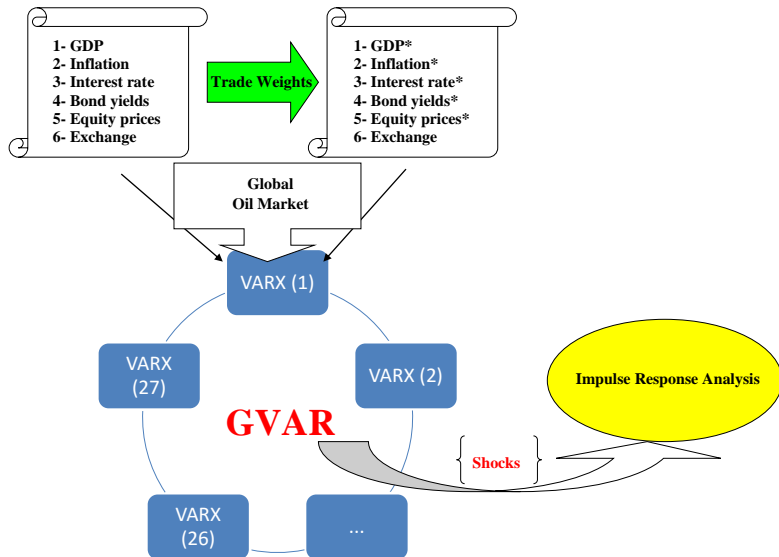 1- GDP
2- Inflation
3- Interest rate
4- Bond yields
5- Equity prices
6- Exchange
Trade Weights
1- GDP*
2- Inflation*
3- Interest rate*
4- Bond yields*
5- Equity prices*
6- Exchange
Global
Oil Market
VARX (1)
VARX
(27)
VARX (2)
GVAR
Impulse Response Analysis
Shocks
VARX
(26)
...